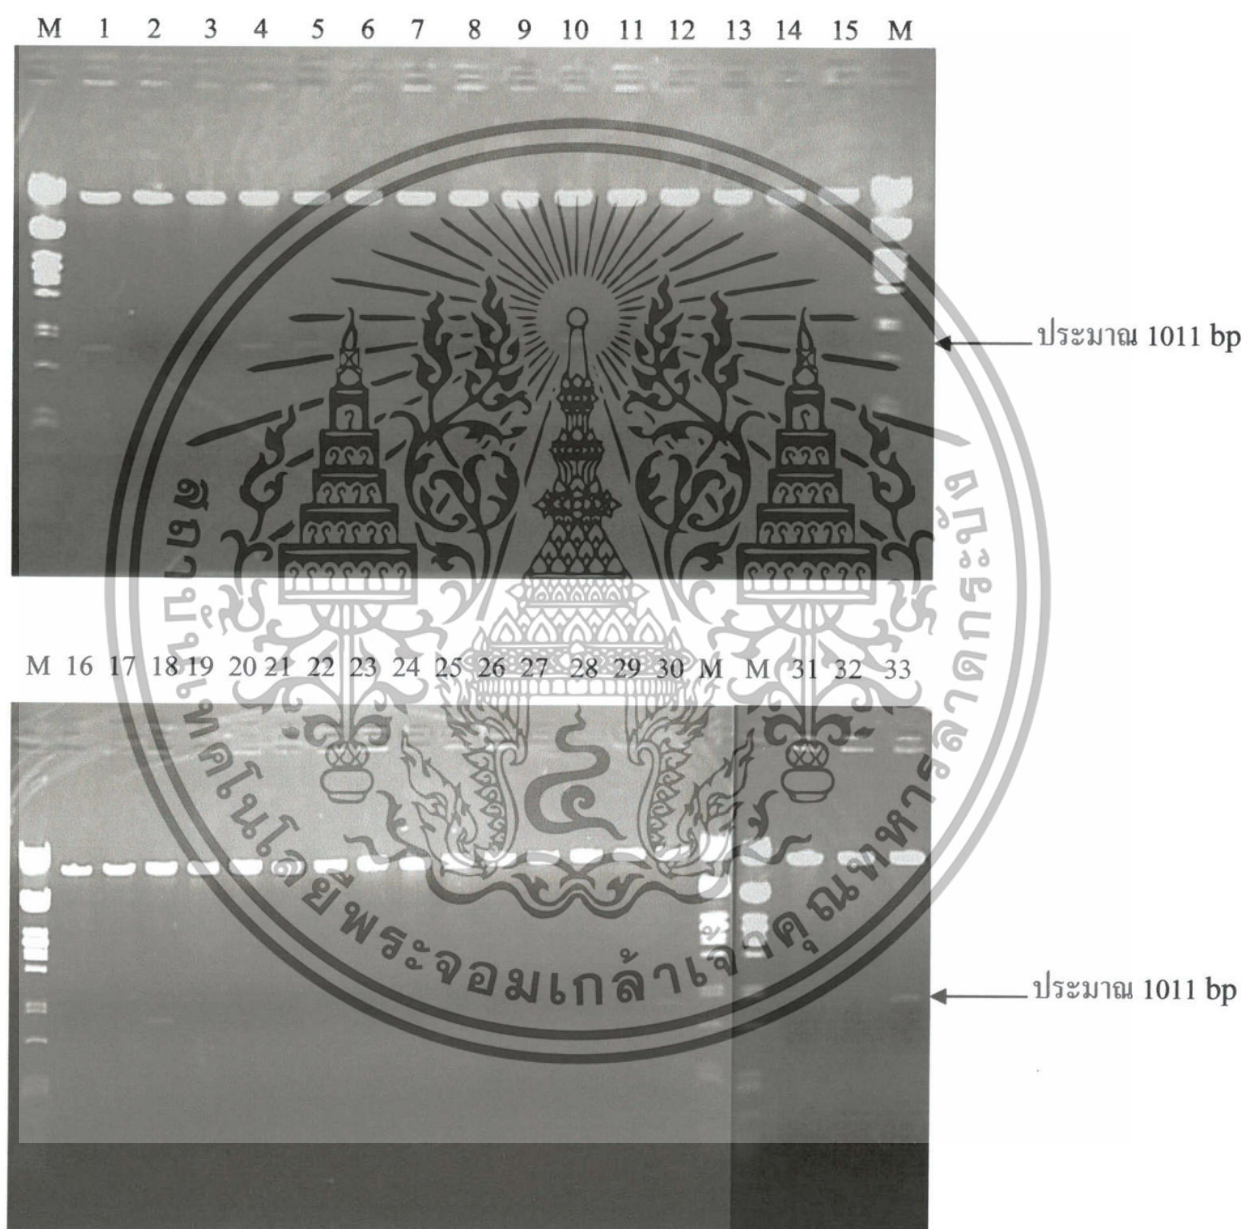 M 1 2 3 4 5 6 7 8 9 10 11 12 13 14 15 M
ประมาณ 1011 bp
M 16 17 18 19 20 21 22 23 24 25 26 27 28 29 30 M M 31 32 33
ประมาณ 1011 bp
สถาบันเทคโนโลยีพระจอมเกล้าเจ้าคุณทหารลาดกระบัง